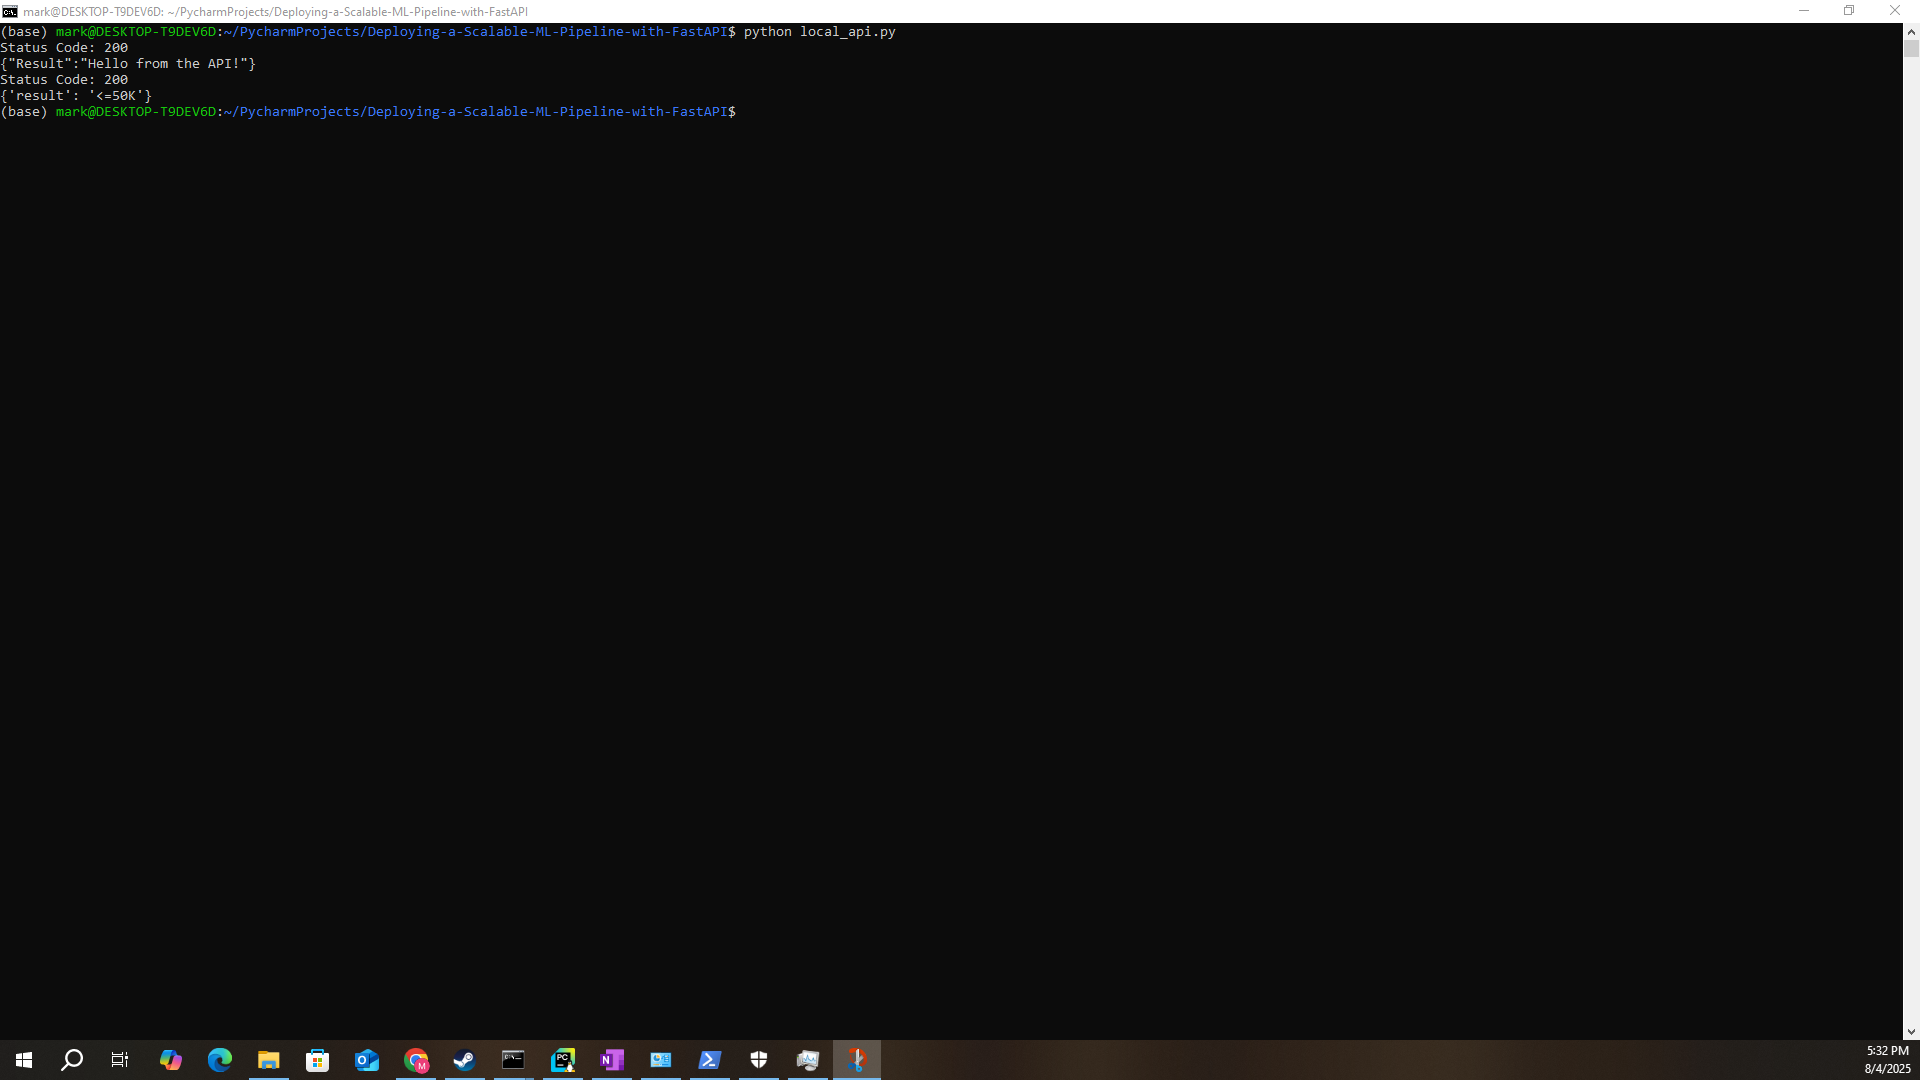 mark@DESKTOP-T9DEV6D: ~/PycharmProjects/Deploying-a-Scalable-ML-Pipeline-with-FastAPI
(base) mark@DESKTOP-T9DEV6D:~/PycharmProjects/Deploying-a-Scalable-ML-Pipeline-with-FastAPI$ python local_api.py
Status Code: 200
{"Result":"Hello from the API!"}
Status Code: 200
{'result': '<=50K'}
(base) mark@DESKTOP-T9DEV6D:~/PycharmProjects/Deploying-a-Scalable-ML-Pipeline-with-FastAPI$
5:32 PM
8/4/2025